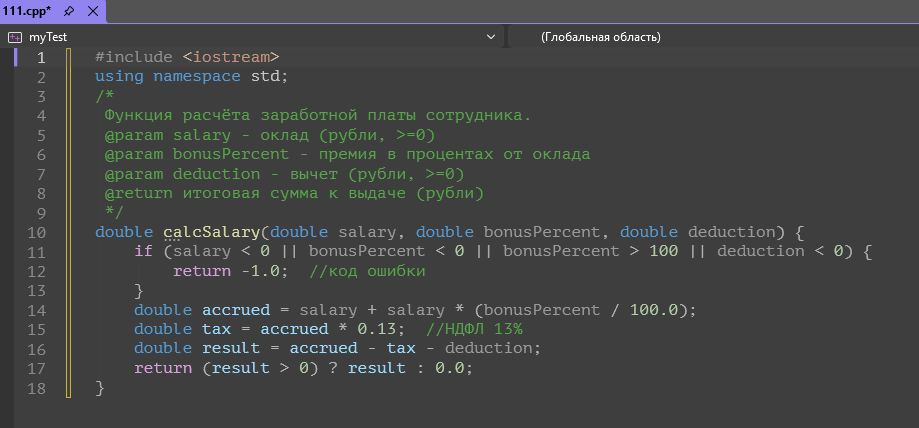 111.cpp*
myTest (Глобальная область)
1 #include <iostream>
2 using namespace std;
3 /*
4 Функция расчёта заработной платы сотрудника.
5 @param salary - оклад (рубли, >=0)
6 @param bonusPercent - премия в процентах от оклада
7 @param deduction - вычет (рубли, >=0)
8 @return итоговая сумма к выдаче (рубли)
9 */
10 double calcSalary(double salary, double bonusPercent, double deduction) {
11 if (salary < 0 || bonusPercent < 0 || bonusPercent > 100 || deduction < 0) {
12 return -1.0; //код ошибки
13 }
14 double accrued = salary + salary * (bonusPercent / 100.0);
15 double tax = accrued * 0.13; //НДФЛ 13%
16 double result = accrued - tax - deduction;
17 return (result > 0) ? result : 0.0;
18 }